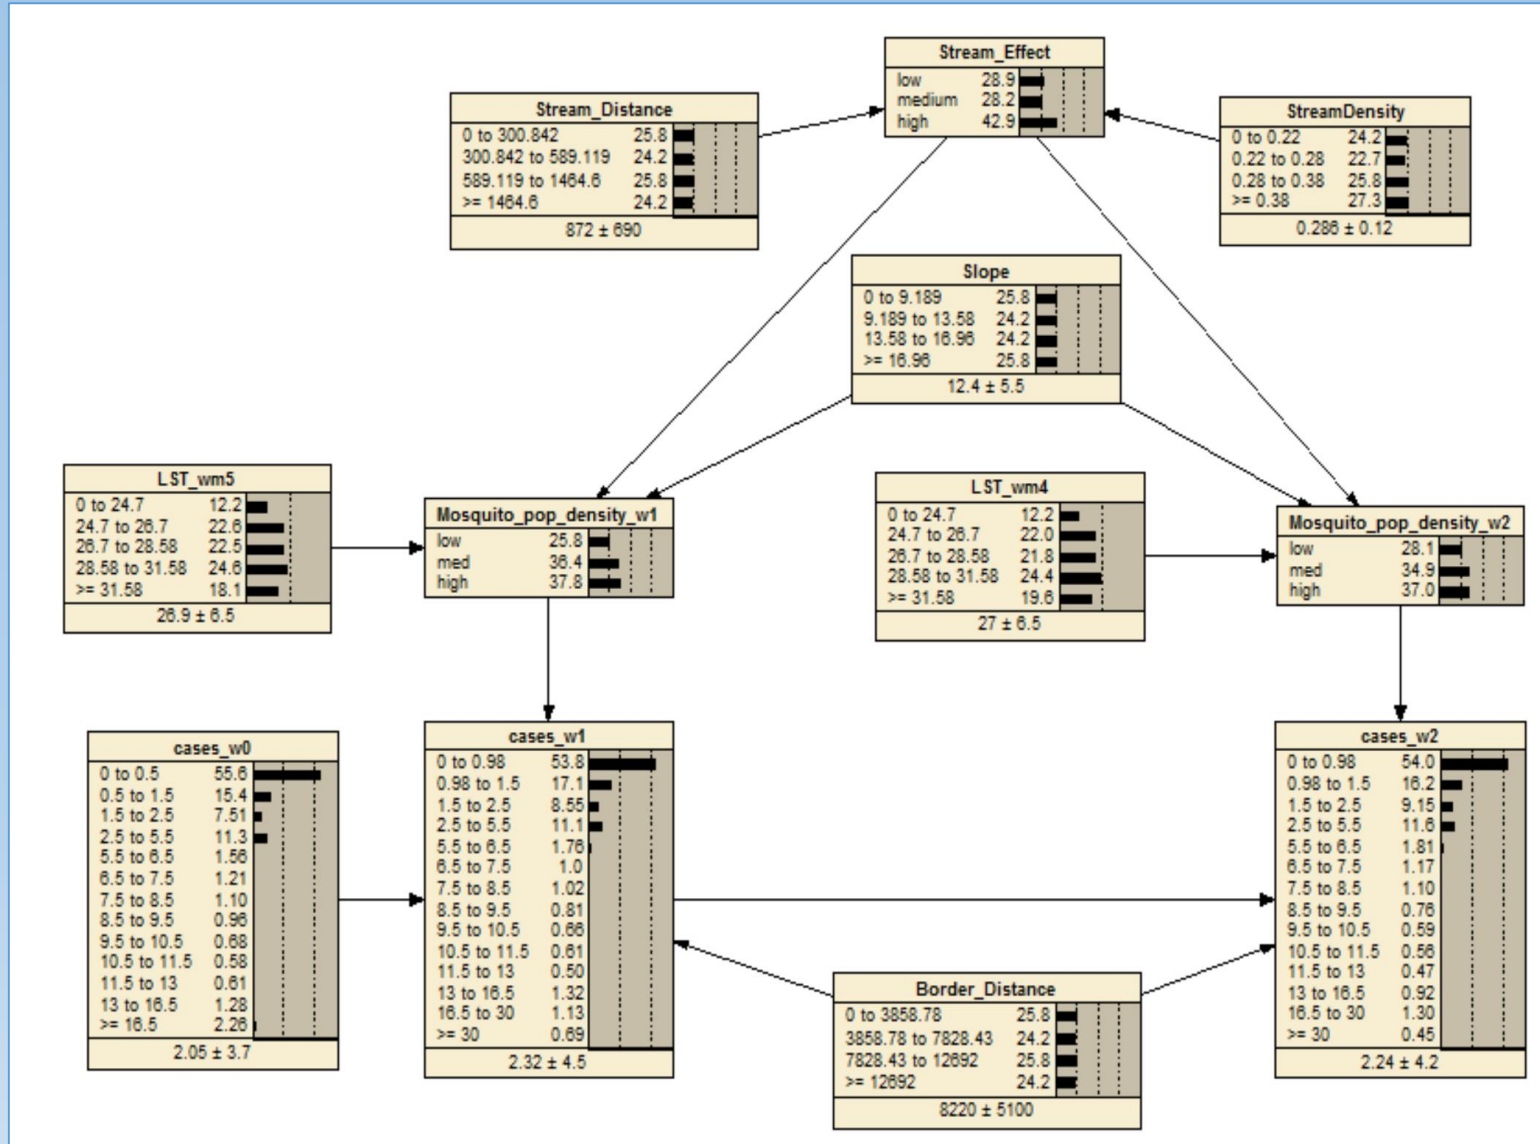 Stream_Effect
low 28.9
medium 28.2
high 42.9
Stream_Distance
0 to 300.842 25.8
300.842 to 589.119 24.2
589.119 to 1464.6 25.8
>= 1464.6 24.2
872 ± 690
StreamDensity
0 to 0.22 24.2
0.22 to 0.28 22.7
0.28 to 0.38 25.8
>= 0.38 27.3
0.286 ± 0.12
Slope
0 to 9.189 25.8
9.189 to 13.58 24.2
13.58 to 16.96 24.2
>= 16.96 25.8
12.4 ± 5.5
LST_wm5
0 to 24.7 12.2
24.7 to 26.7 22.6
26.7 to 28.58 22.5
28.58 to 31.58 24.6
>= 31.58 18.1
26.9 ± 6.5
Mosquito_pop_density_w1
low 25.8
med 36.4
high 37.8
LST_wm4
0 to 24.7 12.2
24.7 to 26.7 22.0
26.7 to 28.58 21.8
28.58 to 31.58 24.4
>= 31.58 19.6
27 ± 6.5
Mosquito_pop_density_w2
low 28.1
med 34.9
high 37.0
cases_w0
0 to 0.5 55.6
0.5 to 1.5 15.4
1.5 to 2.5 7.51
2.5 to 5.5 11.3
5.5 to 6.5 1.56
6.5 to 7.5 1.21
7.5 to 8.5 1.10
8.5 to 9.5 0.96
9.5 to 10.5 0.68
10.5 to 11.5 0.58
11.5 to 13 0.61
13 to 16.5 1.28
>= 16.5 2.26
2.05 ± 3.7
cases_w1
0 to 0.98 53.8
0.98 to 1.5 17.1
1.5 to 2.5 8.55
2.5 to 5.5 11.1
5.5 to 6.5 1.76
6.5 to 7.5 1.0
7.5 to 8.5 1.02
8.5 to 9.5 0.81
9.5 to 10.5 0.66
10.5 to 11.5 0.61
11.5 to 13 0.50
13 to 16.5 1.32
16.5 to 30 1.13
>= 30 0.69
2.32 ± 4.5
cases_w2
0 to 0.98 54.0
0.98 to 1.5 16.2
1.5 to 2.5 9.15
2.5 to 5.5 11.6
5.5 to 6.5 1.81
6.5 to 7.5 1.17
7.5 to 8.5 1.10
8.5 to 9.5 0.76
9.5 to 10.5 0.59
10.5 to 11.5 0.56
11.5 to 13 0.47
13 to 16.5 0.92
16.5 to 30 1.30
>= 30 0.45
2.24 ± 4.2
Border_Distance
0 to 3858.78 25.8
3858.78 to 7828.43 24.2
7828.43 to 12692 25.8
>= 12692 24.2
8220 ± 5100